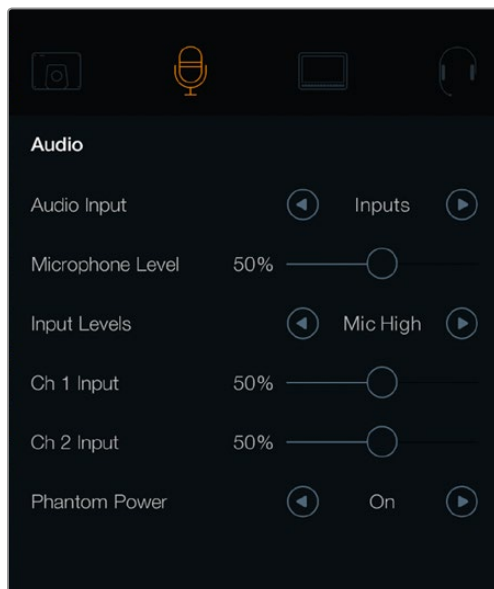 Audio
Audio Input Inputs
Microphone Level 50%
Input Levels Mic High
Ch 1 Input 50%
Ch 2 Input 50%
Phantom Power On